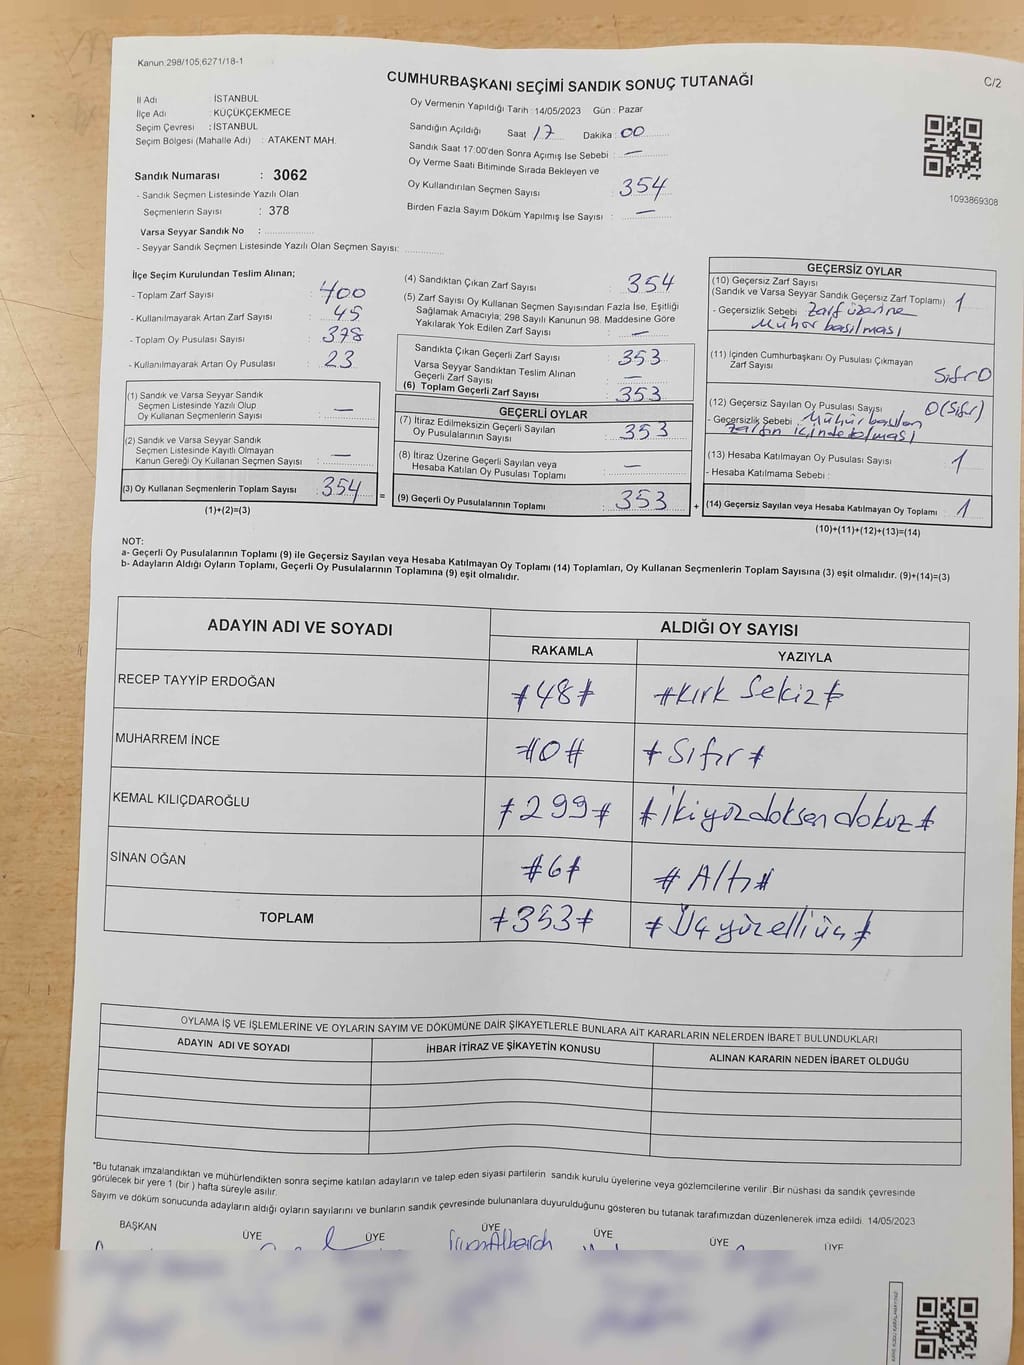 Kanun:298/105;6271/18-1
CUMHURBAŞKANI SEÇİMİ SANDIK SONUÇ TUTANAĞI
C/2
İl Adı : İSTANBUL
İlçe Adı : KÜÇÜKÇEKMECE
Seçim Çevresi : İSTANBUL
Seçim Bölgesi (Mahalle Adı) : ATAKENT MAH.
Sandık Numarası : 3062
- Sandık Seçmen Listesinde Yazılı Olan
Seçmenlerin Sayısı : 378
Varsa Seyyar Sandık No :
- Seyyar Sandık Seçmen Listesinde Yazılı Olan Seçmen Sayısı:
Oy Vermenin Yapıldığı Tarih : 14/05/2023 Gün : Pazar
Sandığın Açıldığı Saat 17 Dakika : 00
Sandık Saat 17:00'den Sonra Açımış İse Sebebi : —
Oy Verme Saati Bitiminde Sırada Bekleyen ve
Oy Kullandırılan Seçmen Sayısı : 354
Birden Fazla Sayım Döküm Yapılmış İse Sayısı : —
1093869308
İlçe Seçim Kurulundan Teslim Alınan;
- Toplam Zarf Sayısı : 400
- Kullanılmayarak Artan Zarf Sayısı : 45
- Toplam Oy Pusulası Sayısı : 378
- Kullanılmayarak Artan Oy Pusulası : 23
(1) Sandık ve Varsa Seyyar Sandık
Seçmen Listesinde Yazılı Olup
Oy Kullanan Seçmenlerin Sayısı : —
(2) Sandık ve Varsa Seyyar Sandık
Seçmen Listesinde Kayıtlı Olmayan
Kanun Gereği Oy Kullanan Seçmen Sayısı : —
(3) Oy Kullanan Seçmenlerin Toplam Sayısı : 354
(1)+(2)=(3)
=
(4) Sandıktan Çıkan Zarf Sayısı : 354
(5) Zarf Sayısı Oy Kullanan Seçmen Sayısından Fazla İse, Eşitliği
Sağlamak Amacıyla; 298 Sayılı Kanunun 98. Maddesine Göre
Yakılarak Yok Edilen Zarf Sayısı : —
Sandıkta Çıkan Geçerli Zarf Sayısı : 353
Varsa Seyyar Sandıktan Teslim Alınan
Geçerli Zarf Sayısı : —
(6) Toplam Geçerli Zarf Sayısı : 353
GEÇERLİ OYLAR
(7) İtiraz Edilmeksizin Geçerli Sayılan
Oy Pusulalarının Sayısı : 353
(8) İtiraz Üzerine Geçerli Sayılan veya
Hesaba Katılan Oy Pusulası Toplamı : —
(9) Geçerli Oy Pusulalarının Toplamı : 353
+
GEÇERSİZ OYLAR
(10) Geçersiz Zarf Sayısı
(Sandık ve Varsa Seyyar Sandık Geçersiz Zarf Toplamı) 1
- Geçersizlik Sebebi : Zarf üzerine
Mühür basılması
(11) İçinden Cumhurbaşkanı Oy Pusulası Çıkmayan
Zarf Sayısı : Sıfır 0
(12) Geçersiz Sayılan Oy Pusulası Sayısı : 0 (Sıfır)
- Geçersizlik Sebebi : Mühür basılan
zarfın içinde olması
(13) Hesaba Katılmayan Oy Pusulası Sayısı : 1
- Hesaba Katılmama Sebebi :
(14) Geçersiz Sayılan veya Hesaba Katılmayan Oy Toplamı : 1
(10)+(11)+(12)+(13)=(14)
NOT:
a- Geçerli Oy Pusulalarının Toplamı (9) ile Geçersiz Sayılan veya Hesaba Katılmayan Oy Toplamı (14) Toplamları, Oy Kullanan Seçmenlerin Toplam Sayısına (3) eşit olmalıdır. (9)+(14)=(3)
b- Adayların Aldığı Oyların Toplamı, Geçerli Oy Pusulalarının Toplamına (9) eşit olmalıdır.
ADAYIN ADI VE SOYADI
ALDIĞI OY SAYISI
RAKAMLA YAZIYLA
RECEP TAYYİP ERDOĞAN #48# #Kırk Sekiz#
MUHARREM İNCE #0# #Sıfır#
KEMAL KILIÇDAROĞLU #299# #İkiyüzdoksan dokuz#
SİNAN OĞAN #6# #Altı#
TOPLAM #353# #Üçyüzelliüç#
OYLAMA İŞ VE İŞLEMLERİNE VE OYLARIN SAYIM VE DÖKÜMÜNE DAİR ŞİKAYETLERLE BUNLARA AİT KARARLARIN NELERDEN İBARET BULUNDUKLARI
ADAYIN ADI VE SOYADI
İHBAR İTİRAZ VE ŞİKAYETİN KONUSU
ALINAN KARARIN NEDEN İBARET OLDUĞU
*Bu tutanak imzalandıktan ve mühürlendikten sonra seçime katılan adayların ve talep eden siyasi partilerin sandık kurulu üyelerine veya gözlemcilerine verilir .Bir nüshası da sandık çevresinde
görülecek bir yere 1 (bir ) hafta süreyle asılır.
Sayım ve döküm sonucunda adayların aldığı oyların sayılarını ve bunların sandık çevresinde bulunanlara duyurulduğunu gösteren bu tutanak tarafımızdan düzenlenerek imza edildi. 14/05/2023
BAŞKAN ÜYE ÜYE ÜYE ÜYE ÜYE ÜYE